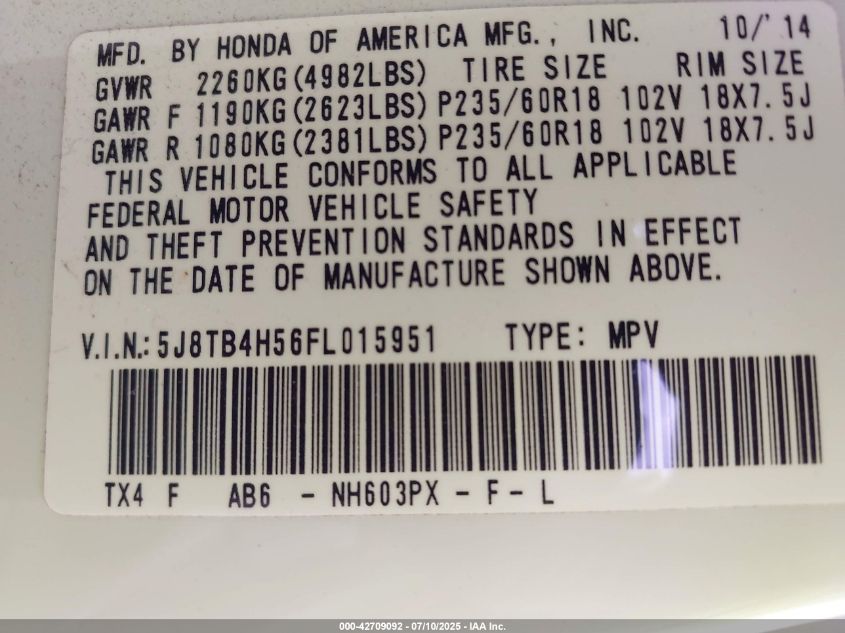 MFD. BY HONDA OF AMERICA MFG., INC. 10/'14
GVWR 2260KG(4982LBS) TIRE SIZE RIM SIZE
GAWR F 1190KG(2623LBS) P235/60R18 102V 18X7.5J
GAWR R 1080KG(2381LBS) P235/60R18 102V 18X7.5J
THIS VEHICLE CONFORMS TO ALL APPLICABLE
FEDERAL MOTOR VEHICLE SAFETY
AND THEFT PREVENTION STANDARDS IN EFFECT
ON THE DATE OF MANUFACTURE SHOWN ABOVE.
V.I.N.: 5J8TB4H56FL015951 TYPE: MPV
TX4 F AB6 - NH603PX - F - L
000-42709092 - 07/10/2025 - IAA Inc.